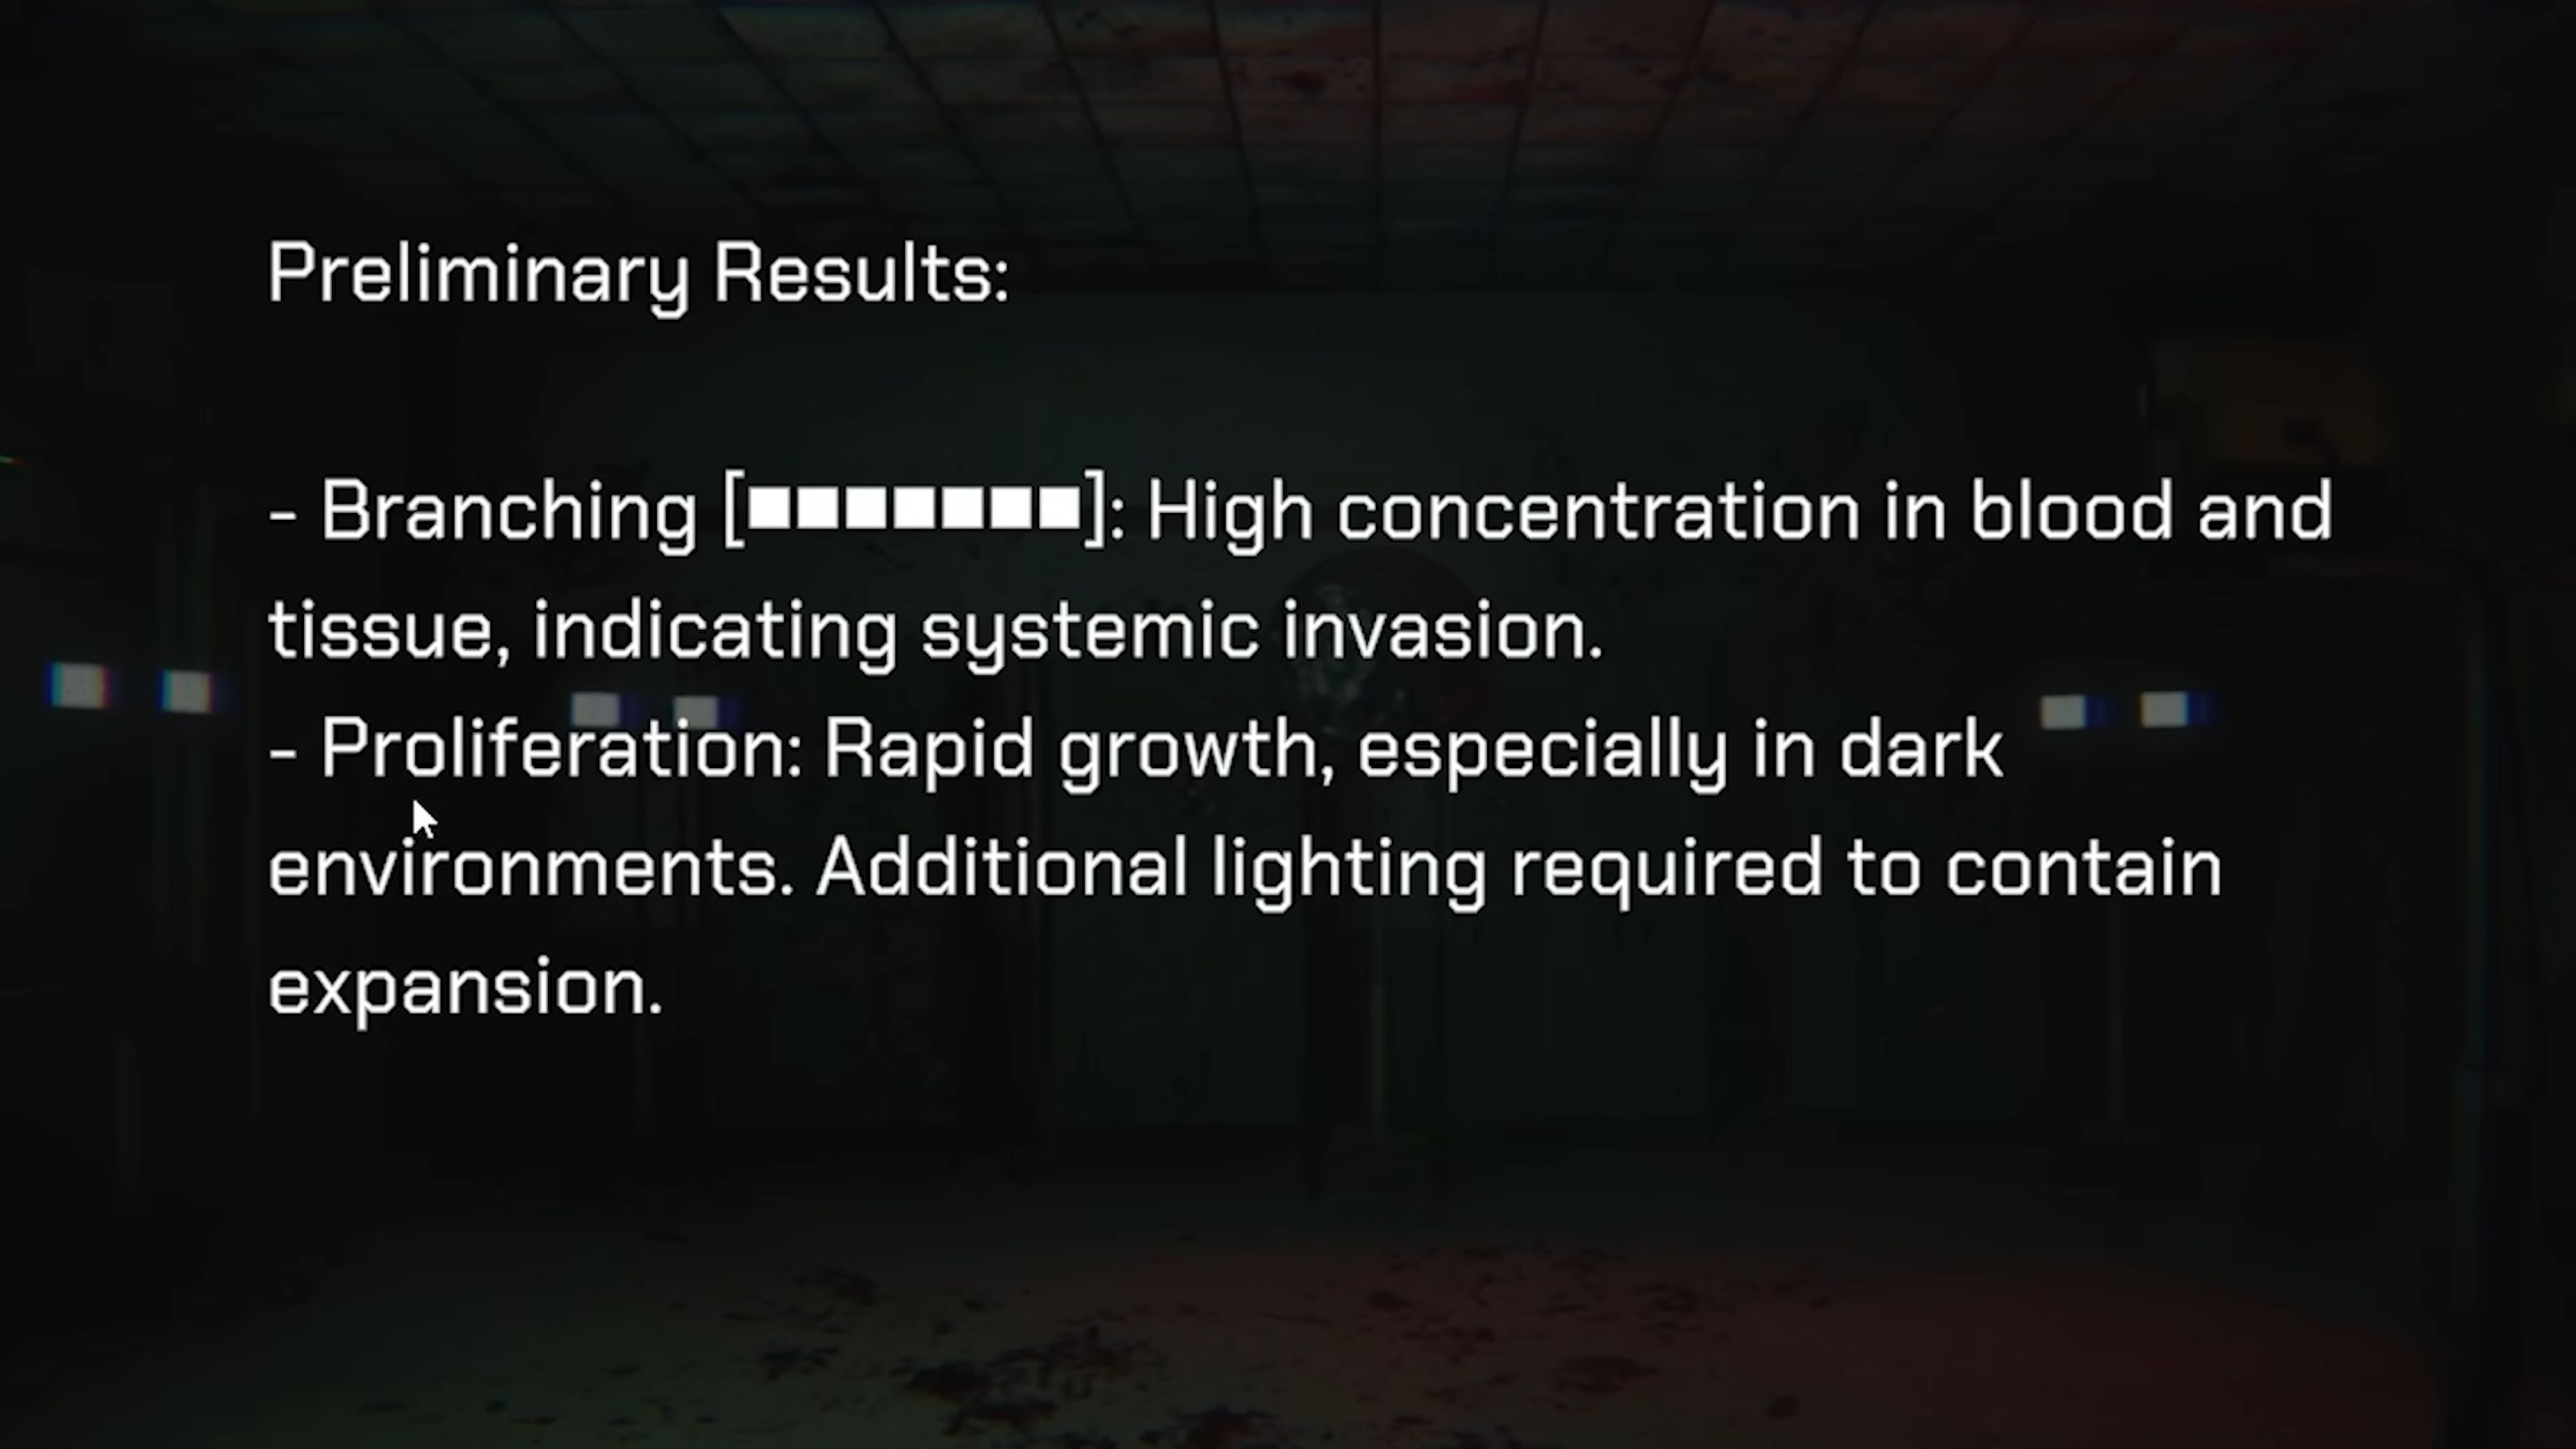 Preliminary Results:
- Branching [■■■■■■■]: High concentration in blood and
tissue, indicating systemic invasion.
- Proliferation: Rapid growth, especially in dark
environments. Additional lighting required to contain
expansion.